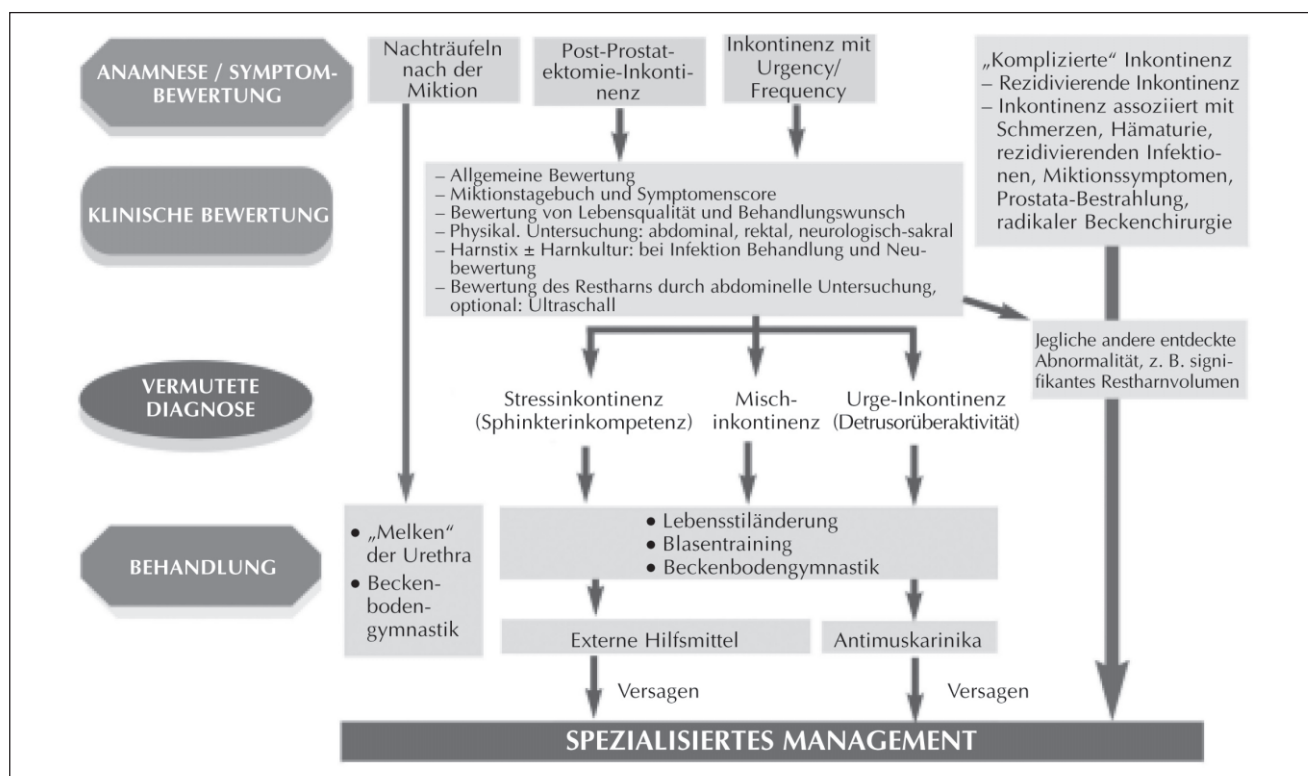 ANAMNESE / SYMPTOM-
BEWERTUNG
Nachträufeln
nach der
Miktion
Post-Prostat-
ektomie-Inkonti-
nenz
Inkontinenz mit
Urgency/
Frequency
„Komplizierte“ Inkontinenz
– Rezidivierende Inkontinenz
– Inkontinenz assoziiert mit
Schmerzen, Hämaturie,
rezidivierenden Infektio-
nen, Miktionssymptomen,
Prostata-Bestrahlung,
radikaler Beckenchirurgie
KLINISCHE BEWERTUNG
– Allgemeine Bewertung
– Miktionstagebuch und Symptomenscore
– Bewertung von Lebensqualität und Behandlungswunsch
– Physikal. Untersuchung: abdominal, rektal, neurologisch-sakral
– Harnstix ± Harnkultur: bei Infektion Behandlung und Neu-
bewertung
– Bewertung des Restharns durch abdominelle Untersuchung,
optional: Ultraschall
Jegliche andere entdeckte
Abnormalität, z. B. signi-
fikantes Restharnvolumen
VERMUTETE
DIAGNOSE
Stressinkontinenz
(Sphinkterinkompetenz)
Misch-
inkontinenz
Urge-Inkontinenz
(Detrusorüberaktivität)
BEHANDLUNG
● „Melken“
der Urethra
● Becken-
boden-
gymnastik
● Lebensstiländerung
● Blasentraining
● Beckenbodengymnastik
Externe Hilfsmittel
Antimuskarinika
Versagen
Versagen
SPEZIALISIERTES MANAGEMENT